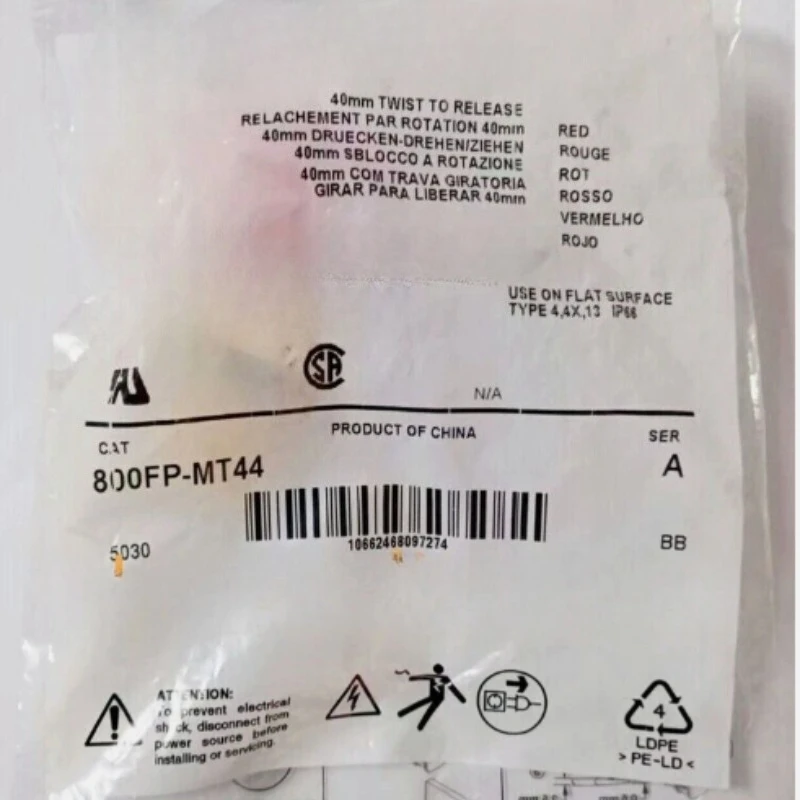 40mm TWIST TO RELEASE
RELACHEMENT PAR ROTATION 40mm
40mm DRUECKEN-DREHEN/ZIEHEN
40mm SBLOCCO A ROTAZIONE
40mm COM TRAVA GIRATORIA
GIRAR PARA LIBERAR 40mm
RED
ROUGE
ROT
ROSSO
VERMELHO
ROJO
USE ON FLAT SURFACE
TYPE 4,4X,13 IP66
SA
N/A
CAT
PRODUCT OF CHINA
SER
800FP-MT44
A
10662468097274
5030
BB
ATTENTION:
To prevent electrical
shock, disconnect from
power source before
installing or servicing.
4
LDPE
> PE-LD <